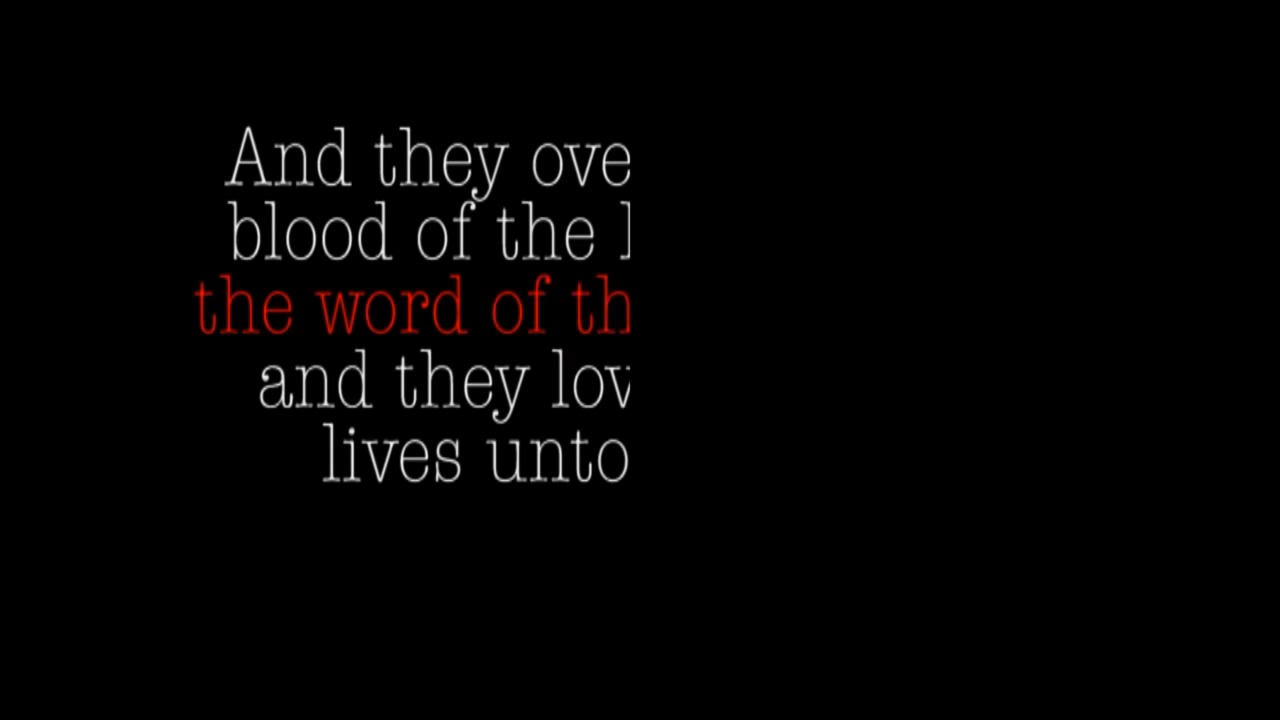 And they ove
blood of the
the word of th
and they lov
lives unto